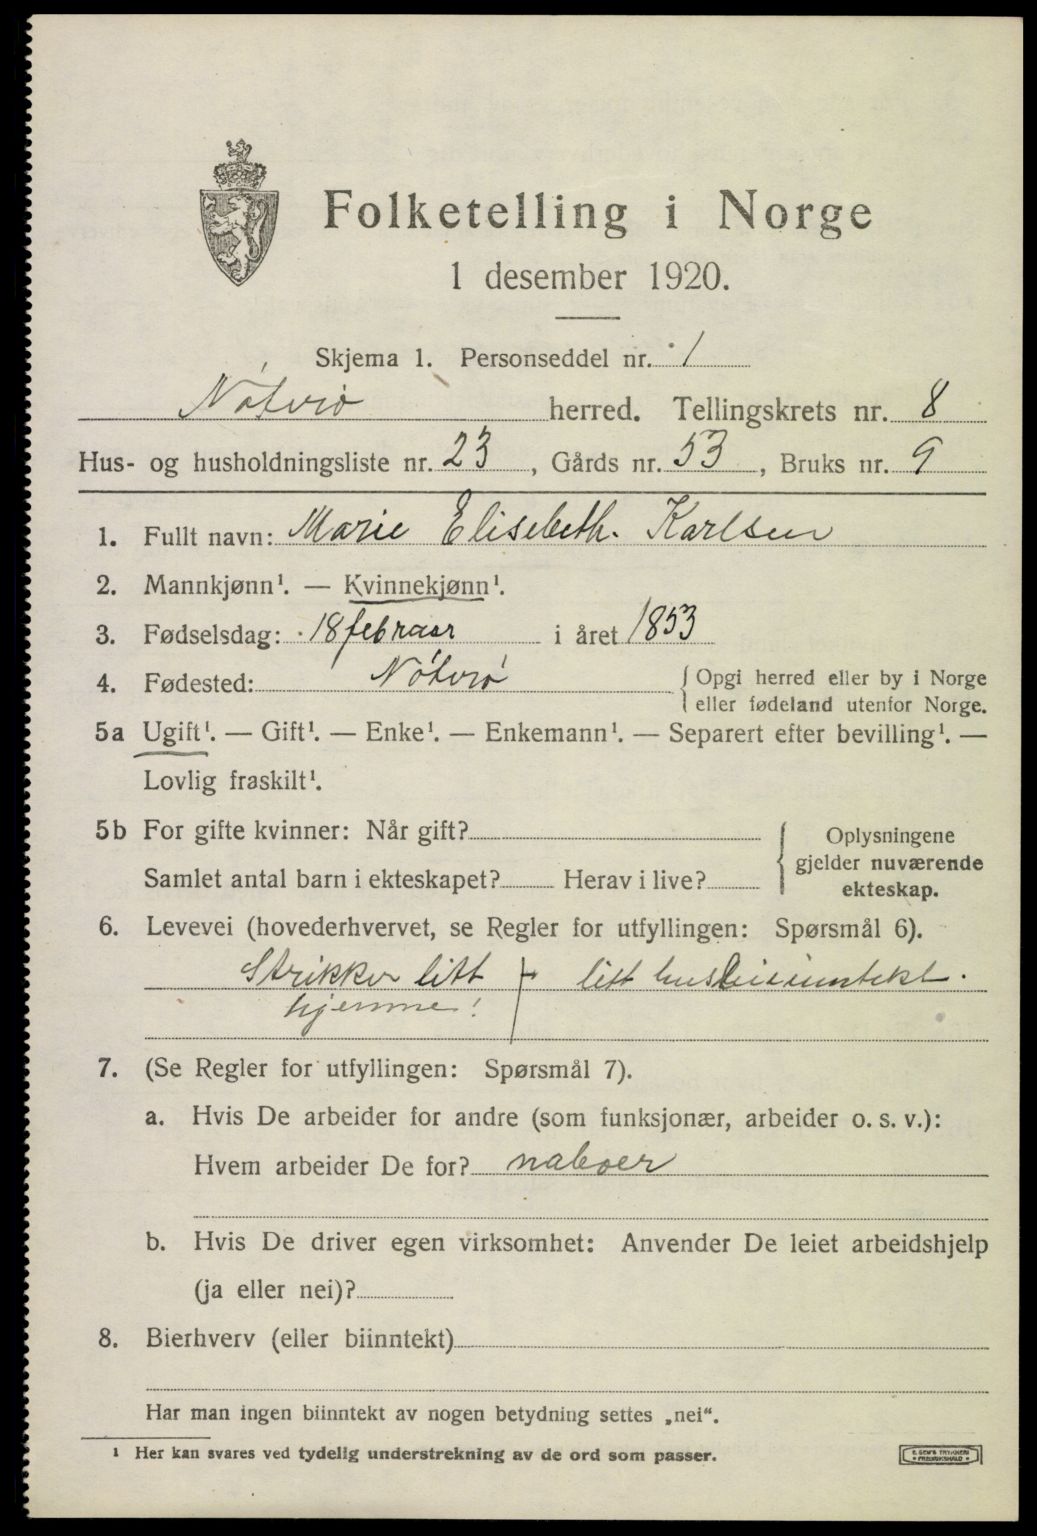 Folketelling i Norge
1 desember 1920.
Skjema 1. Personseddel nr. 1
Nøtterø herred. Tellingskrets nr. 8
Hus- og husholdningsliste nr. 23, Gårds nr. 53, Bruks nr. 9
1. Fullt navn: Marie Elisebeth. Karlsen
2. Mannkjønn¹. — Kvinnekjønn¹.
3. Fødselsdag: 18 februar i året 1853
4. Fødested: Nøtterø { Opgi herred eller by i Norge
eller fødeland utenfor Norge.
5a Ugift¹. — Gift¹. — Enke¹. — Enkemann¹. — Separert efter bevilling¹. —
Lovlig fraskilt¹.
5b For gifte kvinner: Når gift?
Samlet antal barn i ekteskapet? Herav i live?
{ Oplysningene
gjelder nuværende
ekteskap.
6. Levevei (hovederhvervet, se Regler for utfyllingen: Spørsmål 6).
Strikker litt + litt husleieinntekt.
hjemme!
7. (Se Regler for utfyllingen: Spørsmål 7).
a. Hvis De arbeider for andre (som funksjonær, arbeider o. s. v.):
Hvem arbeider De for? naboer
b. Hvis De driver egen virksomhet: Anvender De leiet arbeidshjelp
(ja eller nei)?
8. Bierhverv (eller biinntekt)
Har man ingen biinntekt av nogen betydning settes „nei“.
¹ Her kan svares ved tydelig understrekning av de ord som passer.
E. SEM'S TRYKKERI
FREDRIKSHALD